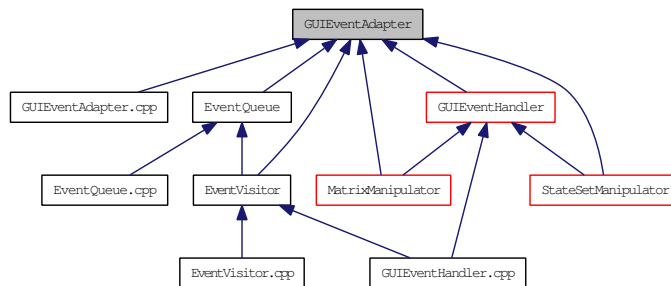 GUIEventAdapter
GUIEventAdapter.cpp
EventQueue
GUIEventHandler
EventQueue.cpp
EventVisitor
MatrixManipulator
StateSetManipulator
EventVisitor.cpp
GUIEventHandler.cpp